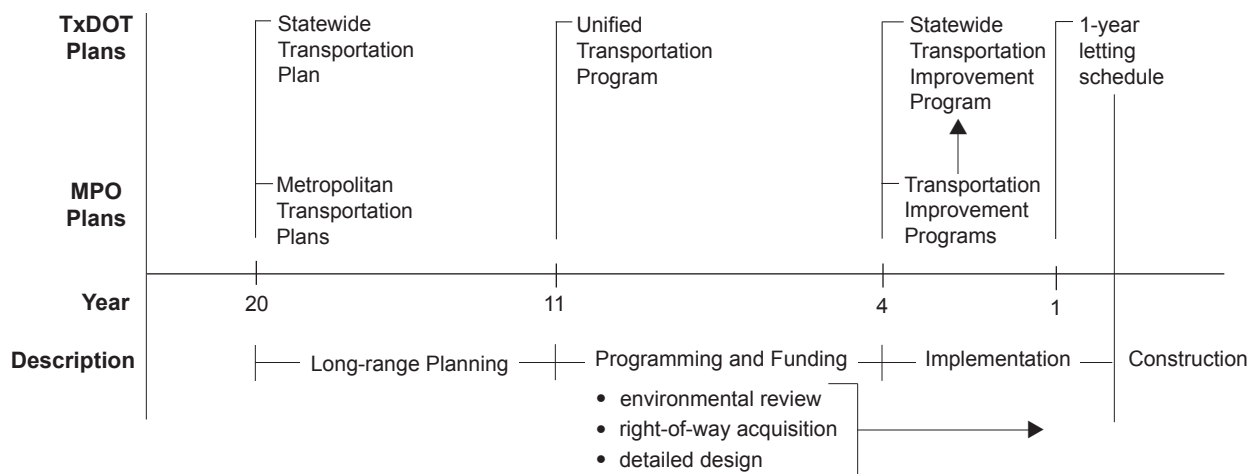 TxDOT
Plans
Statewide
Transportation
Plan
Unified
Transportation
Program
Statewide
Transportation
Improvement
Program
1-year
letting
schedule
MPO
Plans
Metropolitan
Transportation
Plans
Transportation
Improvement
Programs
Year
20
11
4
1
Description
Long-range Planning
Programming and Funding
Implementation
Construction
• environmental review
• right-of-way acquisition
• detailed design